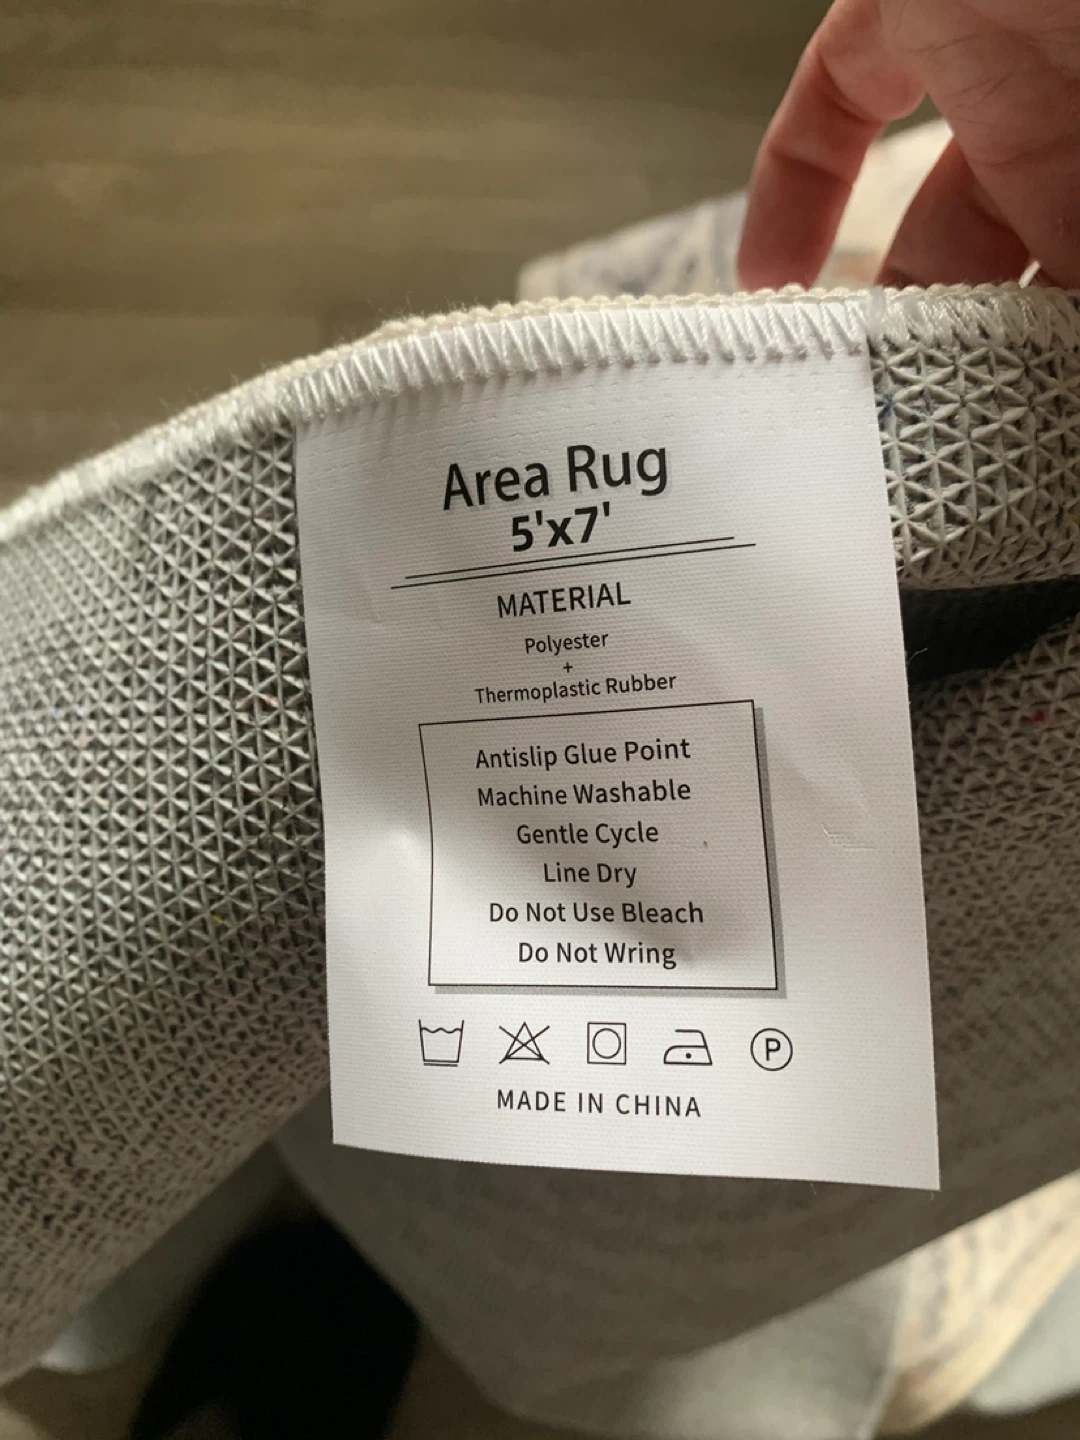 Area Rug
5'x7'
MATERIAL
Polyester
+
Thermoplastic Rubber
Antislip Glue Point
Machine Washable
Gentle Cycle
Line Dry
Do Not Use Bleach
Do Not Wring
P
MADE IN CHINA